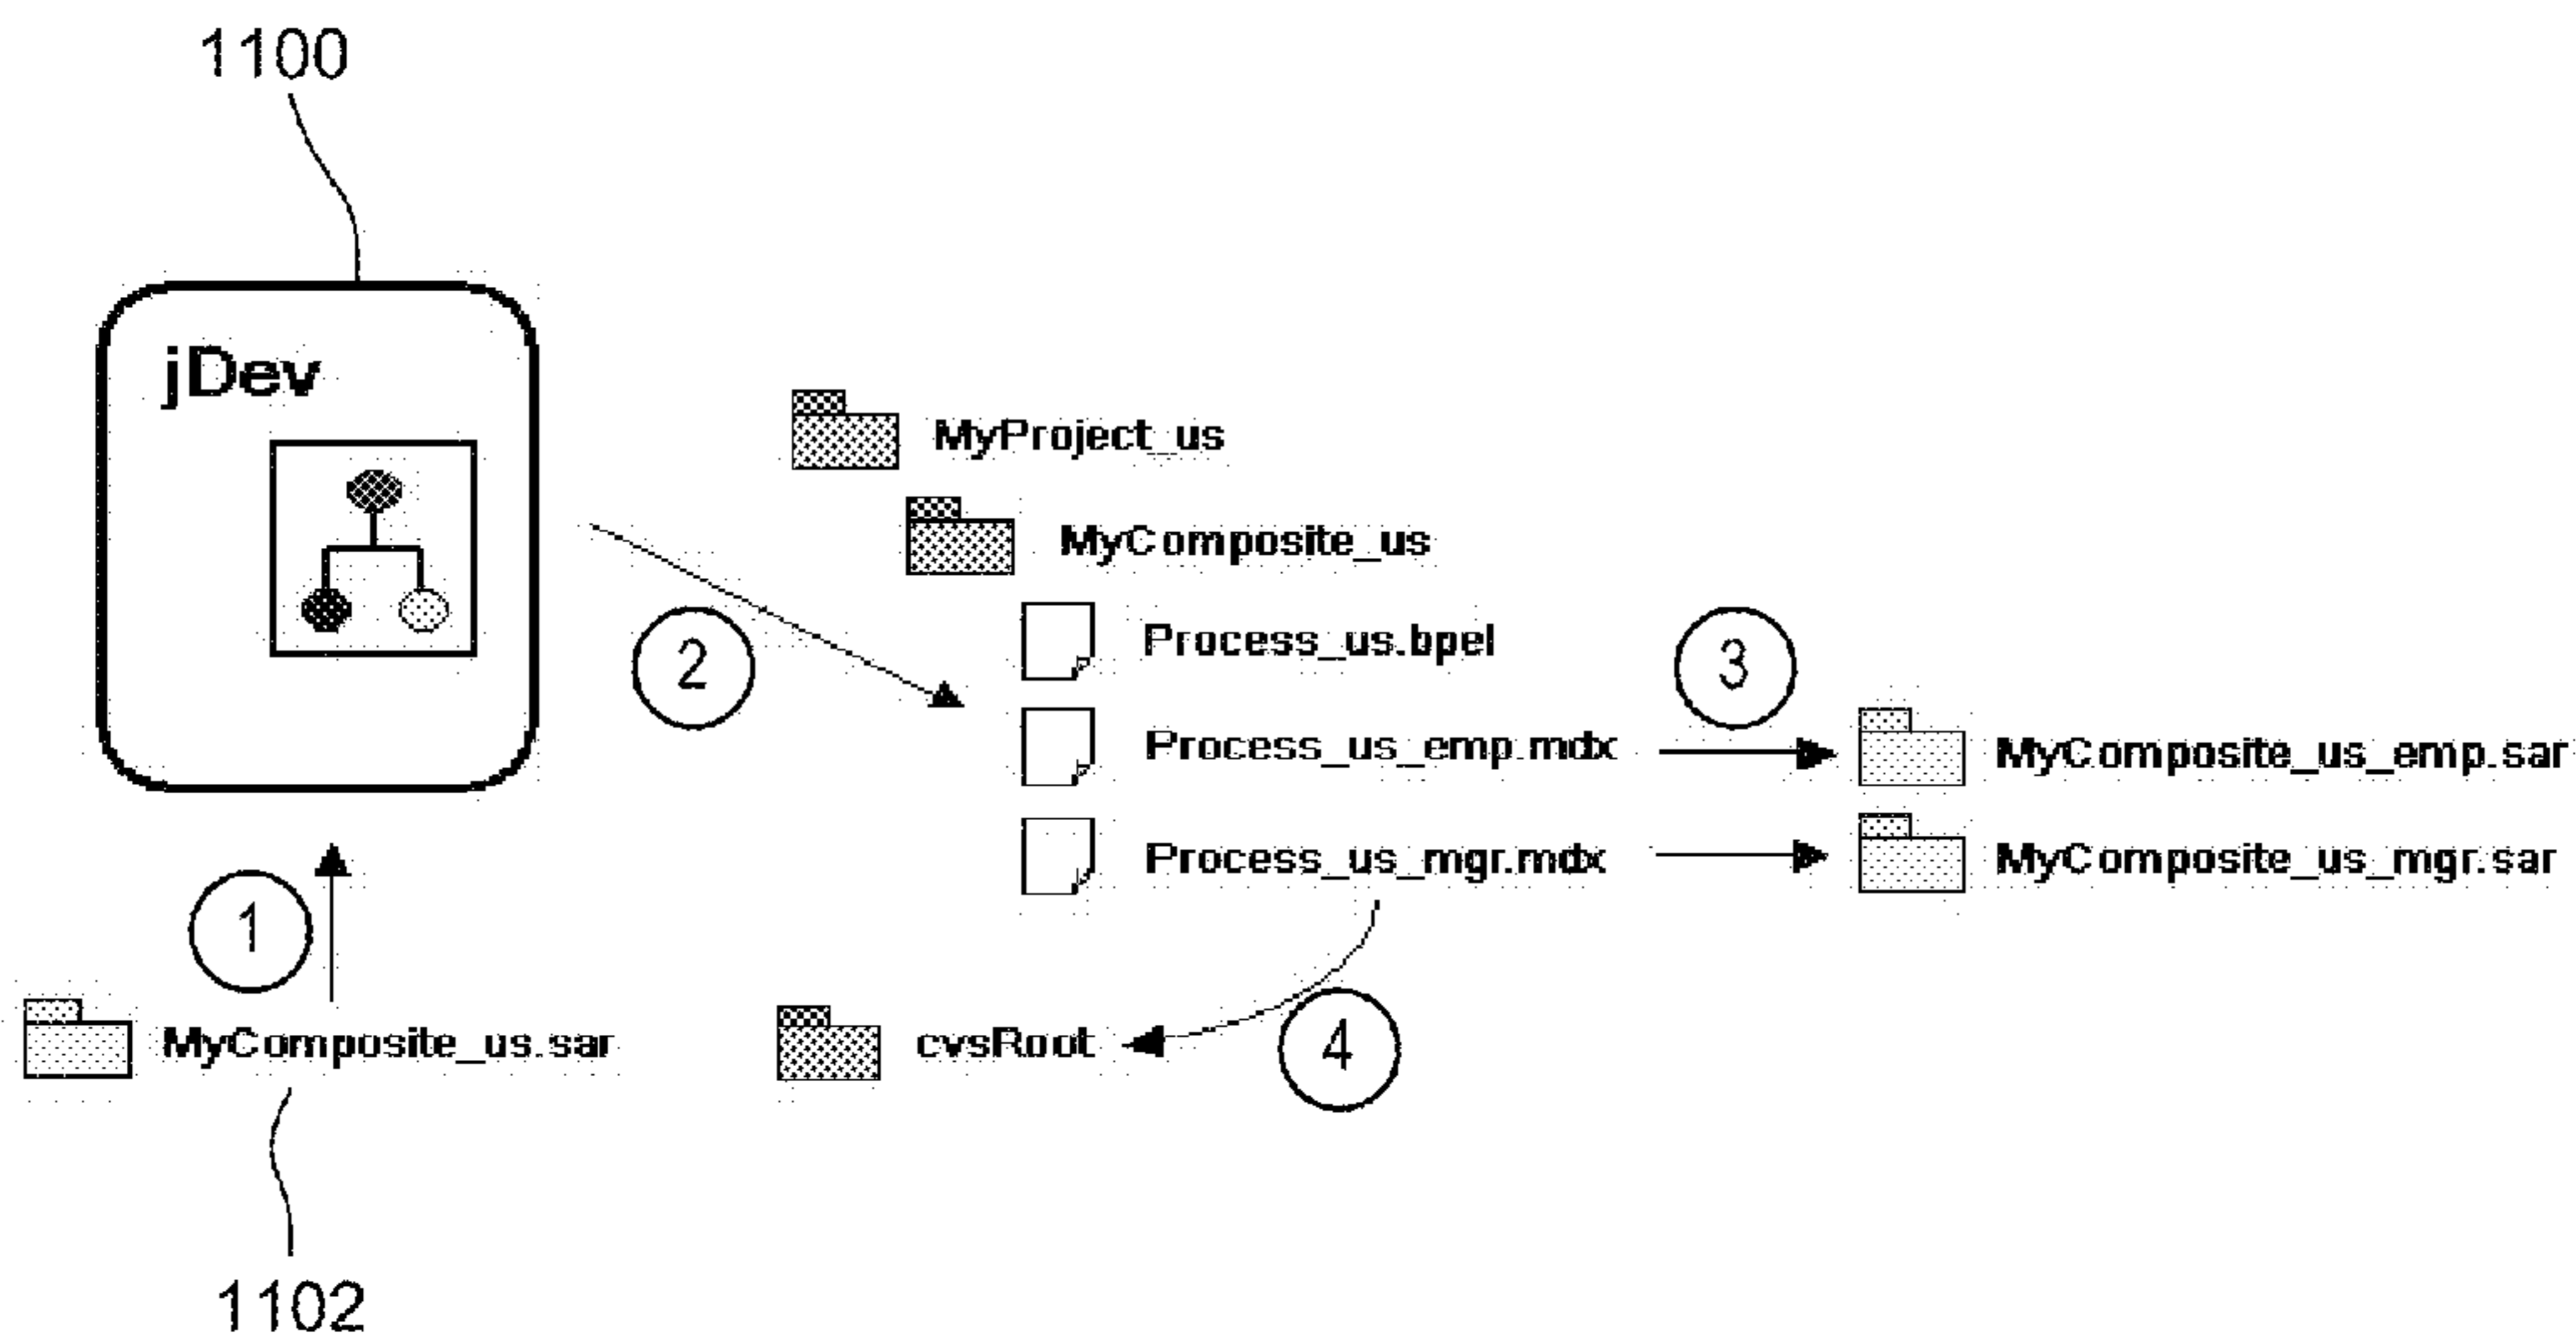 1100
jDev
MyProject_us
MyComposite_us
Process_us.bpel
2
3
Process_us_emp.mdx
MyComposite_us_emp.sar
Process_us_mgr.mdx
MyComposite_us_mgr.sar
1
MyComposite_us.sar
cvsRoot
4
1102